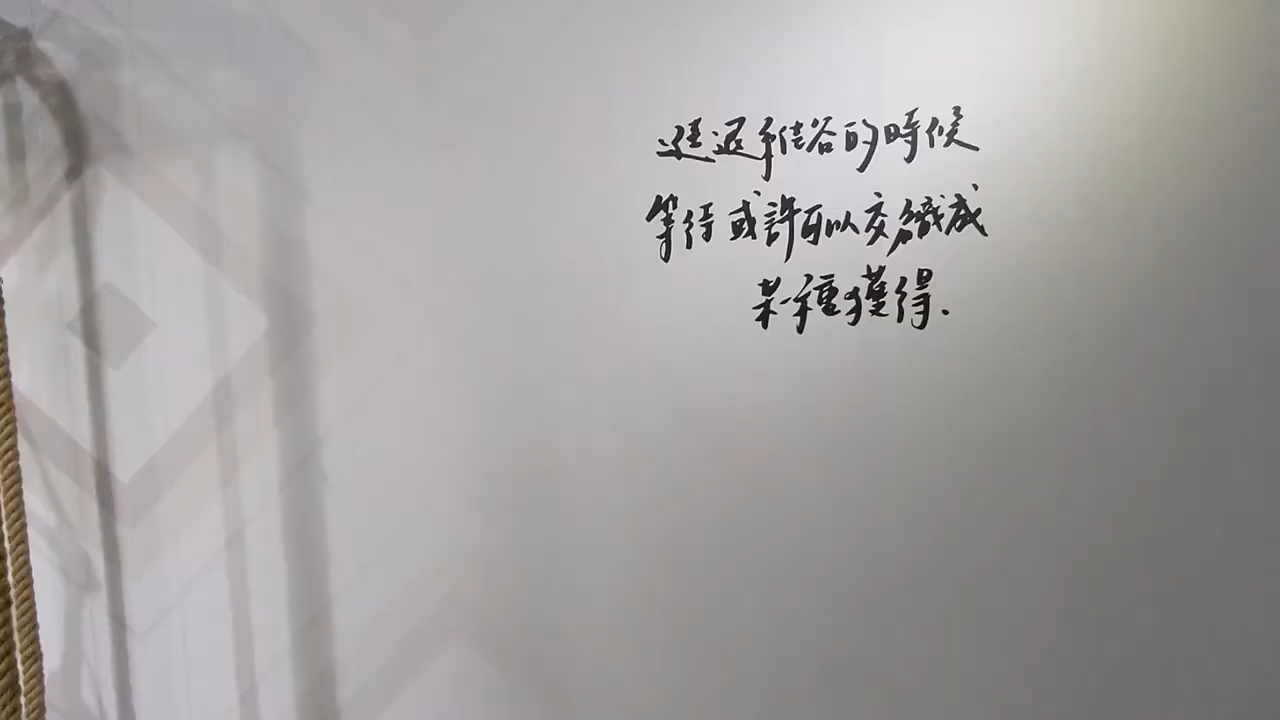 進退維谷的時候
等待或許可以交織成
某種獲得.